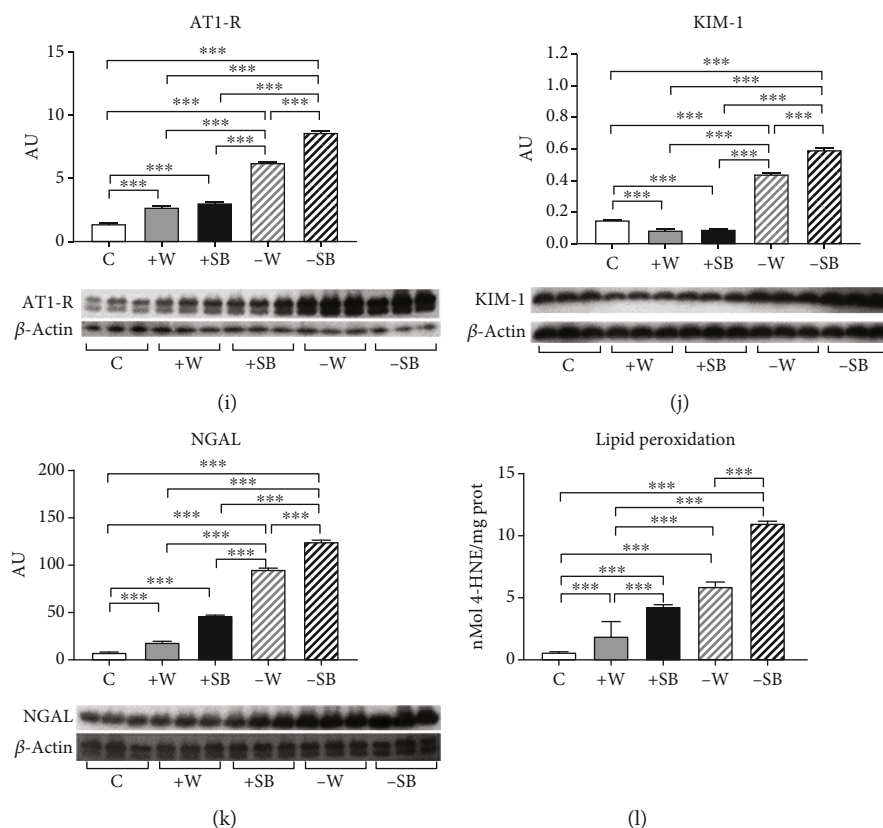 AT1-R
15
10
5
0
AU
***
***
***
***
***
***
***
***
***
C +W +SB −W −SB
AT1-R
β-Actin
C +W +SB −W −SB
(i)
KIM-1
1.2
1.0
0.8
0.6
0.4
0.2
0.0
AU
***
***
***
***
***
***
***
***
***
C +W +SB −W −SB
KIM-1
β-Actin
C +W +SB −W −SB
(j)
NGAL
200
150
100
50
0
AU
***
***
***
***
***
***
***
***
***
C +W +SB −W −SB
NGAL
β-Actin
C +W +SB −W −SB
(k)
Lipid peroxidation
15
10
5
0
nMol 4-HNE/mg prot
***
***
***
***
***
***
***
***
C +W +SB −W −SB
(l)